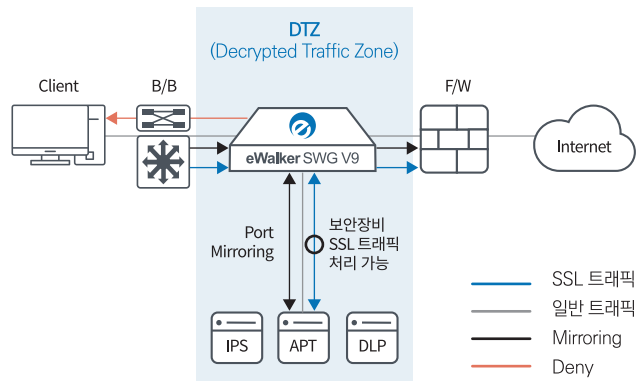 DTZ
(Decrypted Traffic Zone)
Client
B/B
F/W
eWalker SWG V9
Internet
Port
Mirroring
보안장비
SSL 트래픽
처리 가능
IPS
APT
DLP
SSL 트래픽
일반 트래픽
Mirroring
Deny